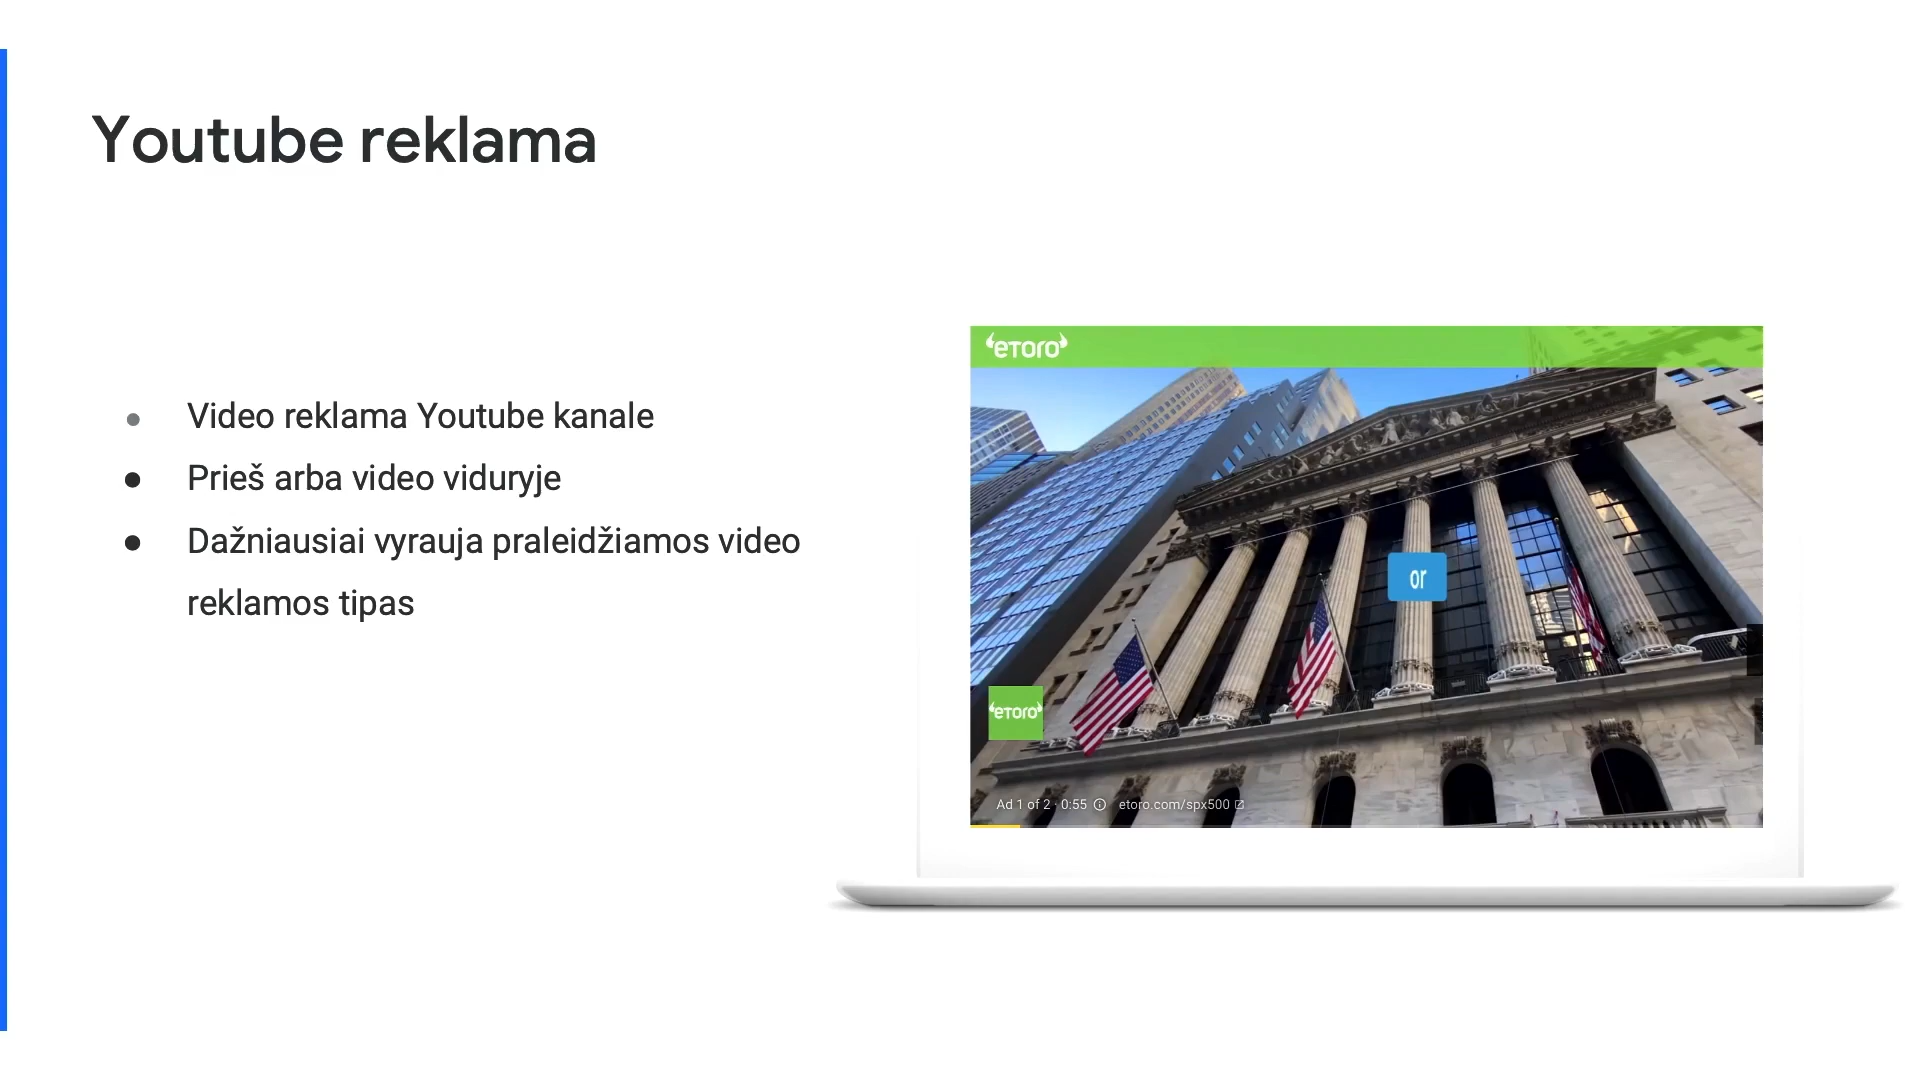 Youtube reklama
Video reklama Youtube kanale
Prieš arba video viduryje
Dažniausiai vyrauja praleidžiamos video
reklamos tipas
eToro
or
eToro
Ad 1 of 2 · 0:55 etoro.com/spx500